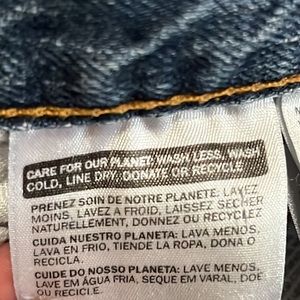 CARE FOR OUR PLANET: WASH LESS, WASH
COLD, LINE DRY, DONATE OR RECYCLE
PRENEZ SOIN DE NOTRE PLANETE: LAVEZ
MOINS, LAVEZ A FROID, LAISSEZ SECHER
NATURELLEMENT, DONNEZ OU RECYCLEZ
CUIDA NUESTRO PLANETA: LAVA MENOS,
LAVA EN FRIO, TIENDE LA ROPA, DONA O
RECICLA.
CUIDE DO NOSSO PLANETA: LAVE MENOS,
LAVE EM ÁGUA FRIA, SEQUE EM VARAL, DOE
OU RECICLE.